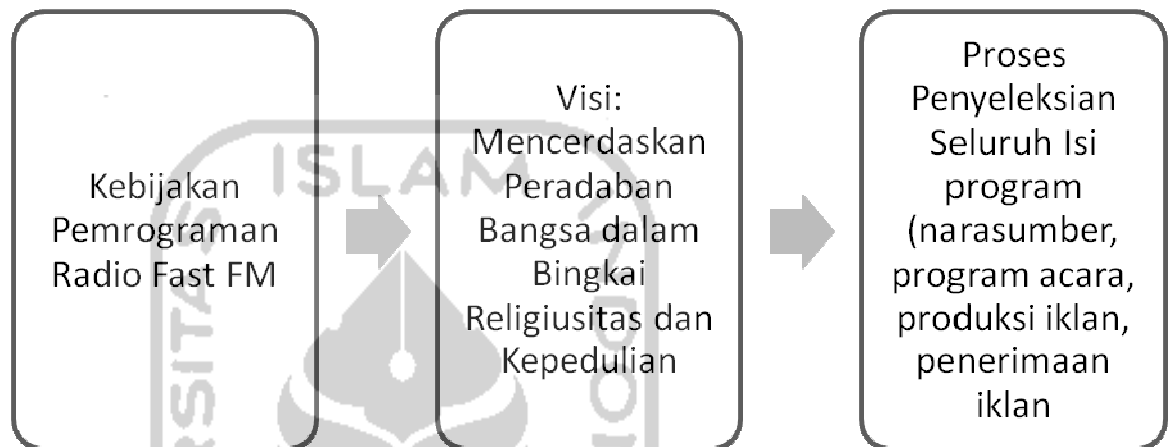 Kebijakan
Pemrograman
Radio Fast FM
Visi:
Mencerdaskan
Peradaban
Bangsa dalam
Bingkai
Religiusitas dan
Kepedulian
Proses
Penyeleksian
Seluruh Isi
program
(narasumber,
program acara,
produksi iklan,
penerimaan
iklan
ISLAM